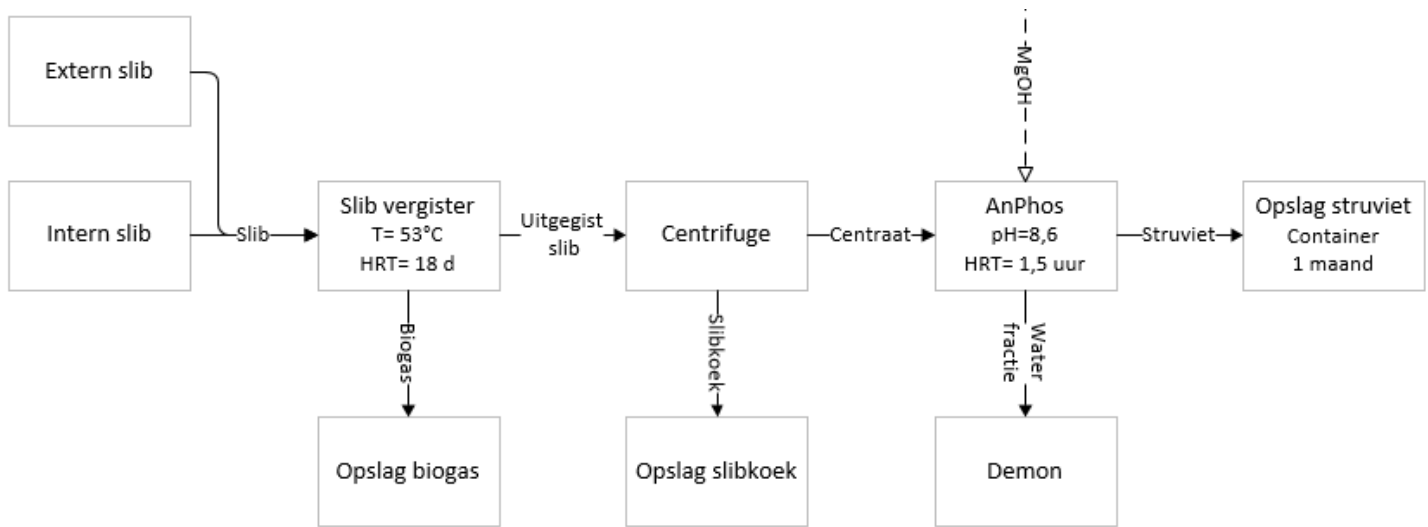 Extern slib
MgOH
Intern slib
Slib
Slib vergister
T= 53°C
HRT= 18 d
Uitgegist
slib
Centrifuge
Centraat
AnPhos
pH=8,6
HRT= 1,5 uur
Struviet
Opslag struviet
Container
1 maand
Biogas
Slibkoek
Water
fractie
Opslag biogas
Opslag slibkoek
Demon